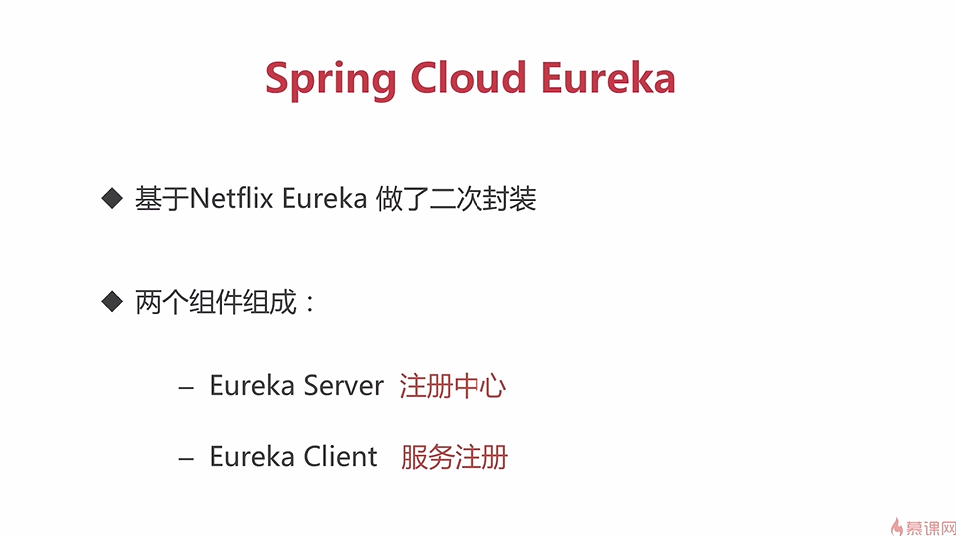 Spring Cloud Eureka
◆ 基于Netflix Eureka 做了二次封装
◆ 两个组件组成：
– Eureka Server 注册中心
– Eureka Client 服务注册
慕课网